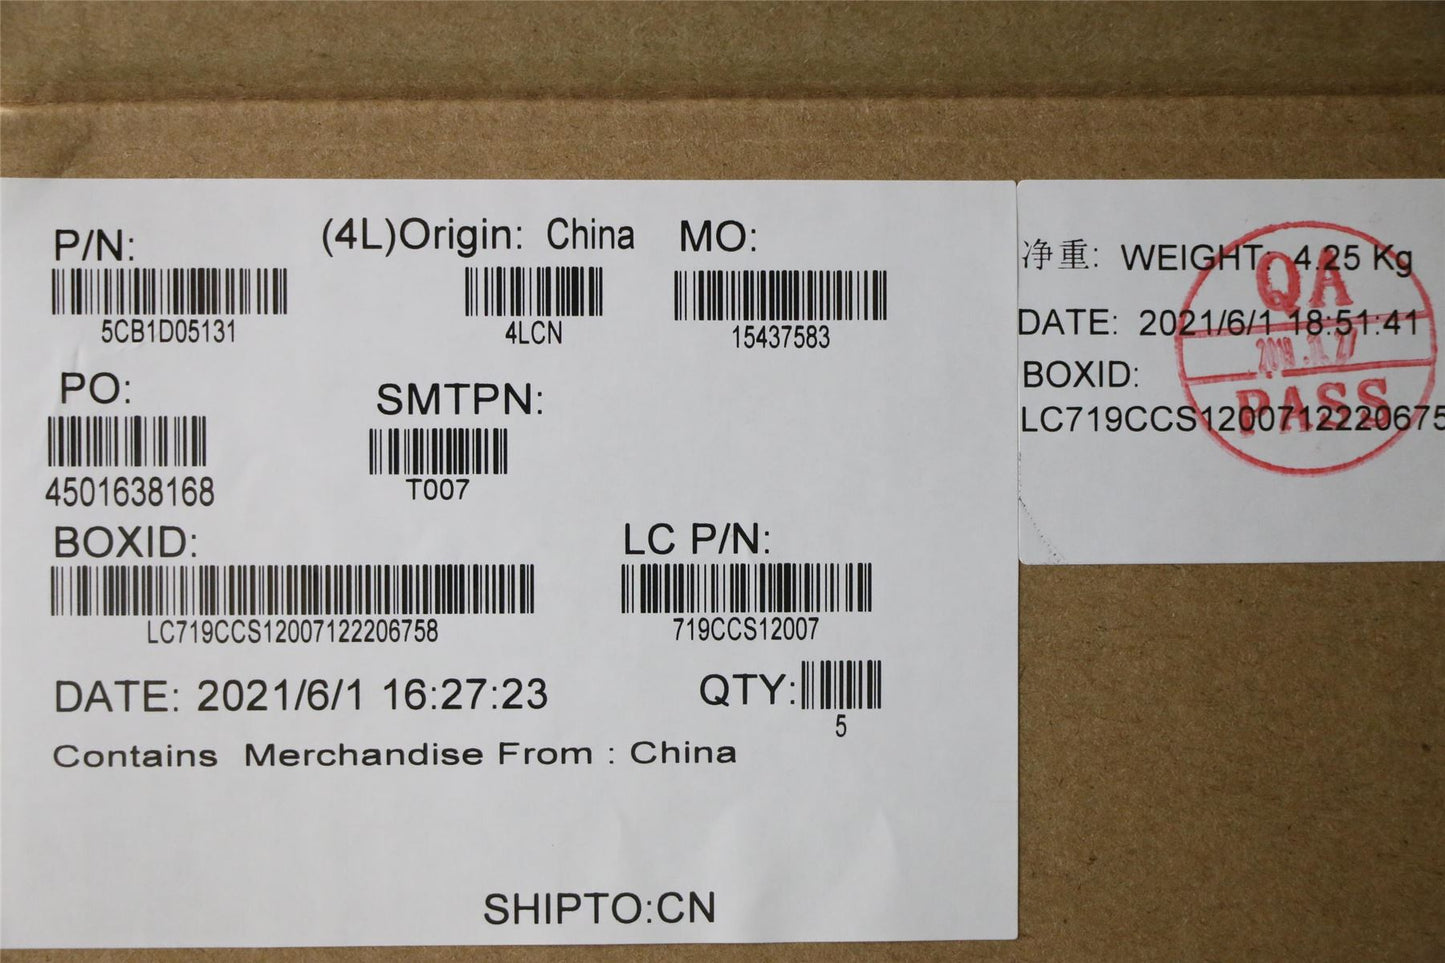 P/N:
5CB1D05131
(4L)Origin: China
4LCN
MO:
15437583
PO:
4501638168
SMTPN:
T007
BOXID:
LC719CCS12007122206758
LC P/N:
719CCS12007
DATE: 2021/6/1 16:27:23
QTY:
5
Contains Merchandise From : China
SHIPTO:CN
净重: WEIGHT: 4.25 Kg
DATE: 2021/6/1 18:51:41
BOXID:
LC719CCS1200712220675
QA
PASS